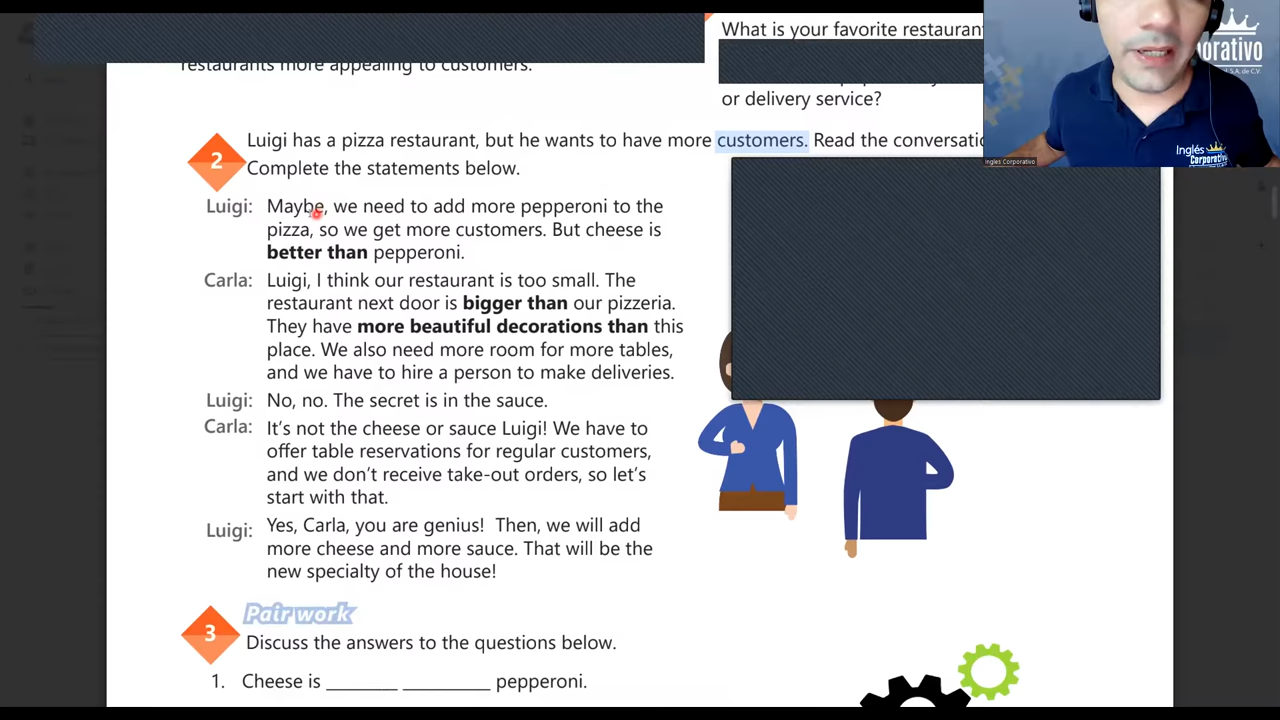 What is your favorite restaurant
restaurants more appealing to customers.
or delivery service?
2
Luigi has a pizza restaurant, but he wants to have more customers. Read the
Complete the statements below.
Luigi: Maybe, we need to add more pepperoni to the
pizza, so we get more customers. But cheese is
better than pepperoni.
Carla: Luigi, I think our restaurant is too small. The
restaurant next door is bigger than our pizzeria.
They have more beautiful decorations than this
place. We also need more room for more tables,
and we have to hire a person to make deliveries.
Luigi: No, no. The secret is in the sauce.
Carla: It's not the cheese or sauce Luigi! We have to
offer table reservations for regular customers,
and we don't receive take-out orders, so let's
start with that.
Luigi: Yes, Carla, you are genius! Then, we will add
more cheese and more sauce. That will be the
new specialty of the house!
3
Pair work
Discuss the answers to the questions below.
1. Cheese is ________ __________ pepperoni.
S.A. de C.V.
Inglés
Corporativo
Ingles Corporativo